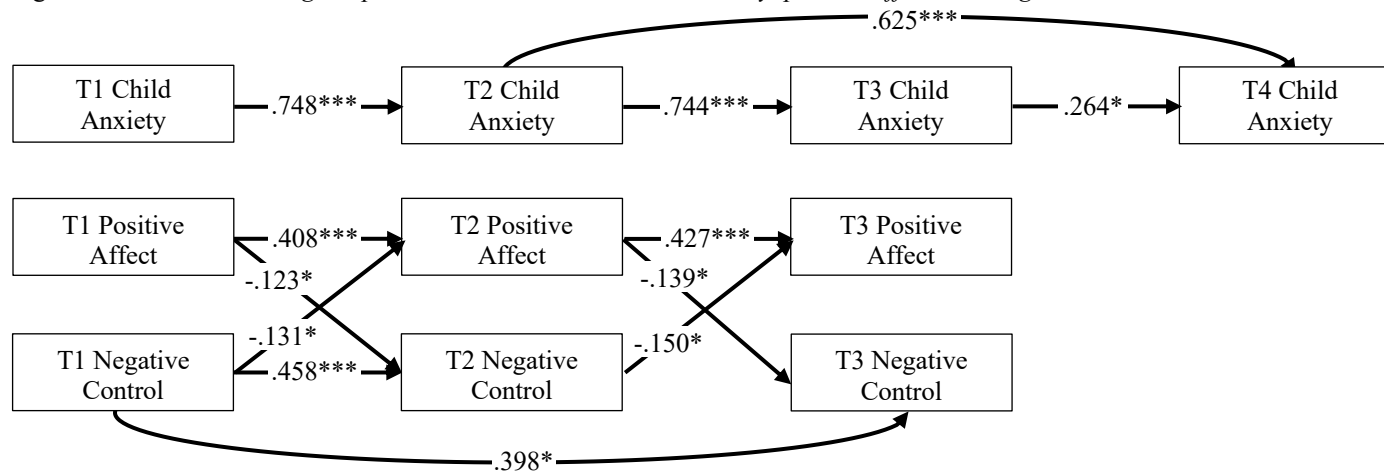 .625***
T1 Child
Anxiety
.748***
T2 Child
Anxiety
.744***
T3 Child
Anxiety
.264*
T4 Child
Anxiety
T1 Positive
Affect
.408***
T2 Positive
Affect
.427***
T3 Positive
Affect
-.123*
-.139*
-.131*
-.150*
T1 Negative
Control
.458***
T2 Negative
Control
T3 Negative
Control
.398*